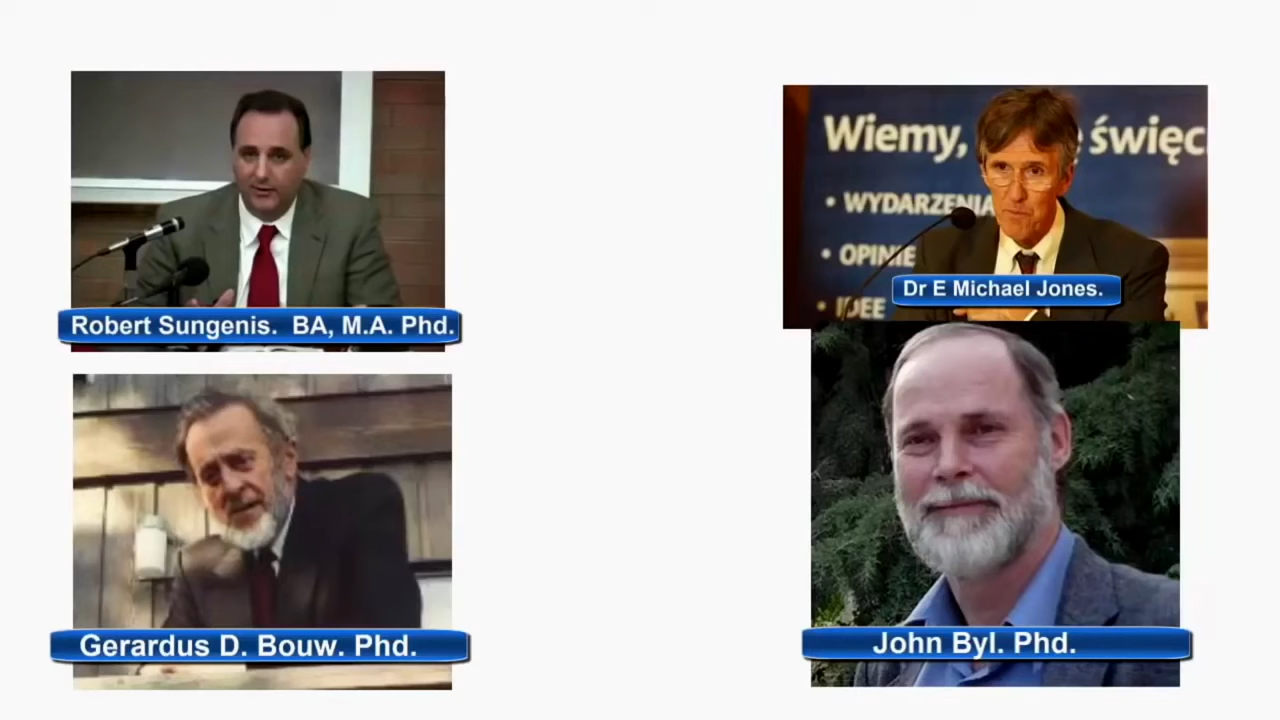 Wiemy,
święc
• WYDARZENIA
• OPINIE
• IDEE
Dr E Michael Jones.
Robert Sungenis.  BA, M.A. Phd.
Gerardus D. Bouw. Phd.
John Byl. Phd.